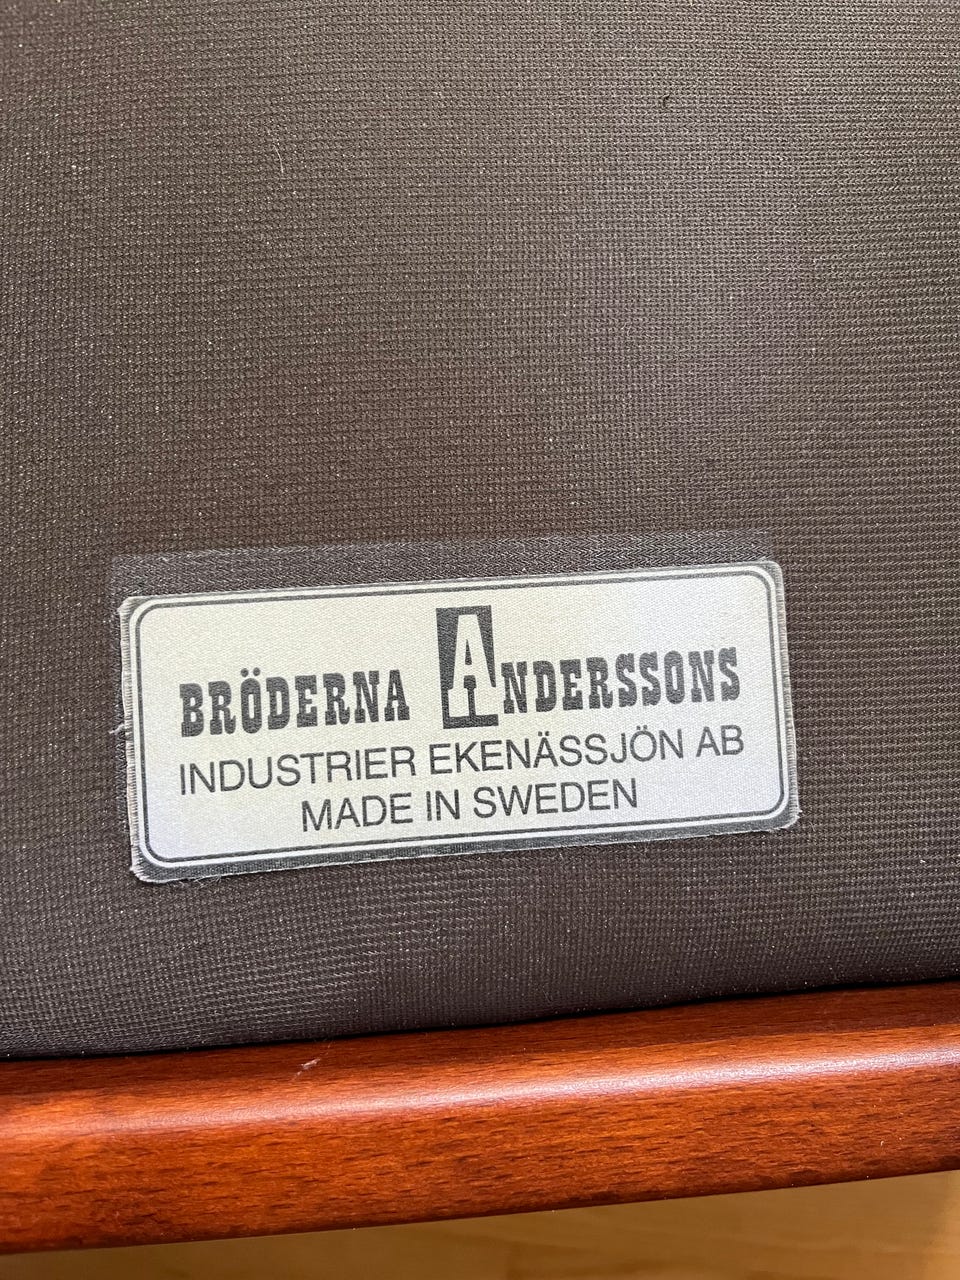 BRÖDERNA ANDERSSONS
INDUSTRIER EKENÄSSJÖN AB
MADE IN SWEDEN